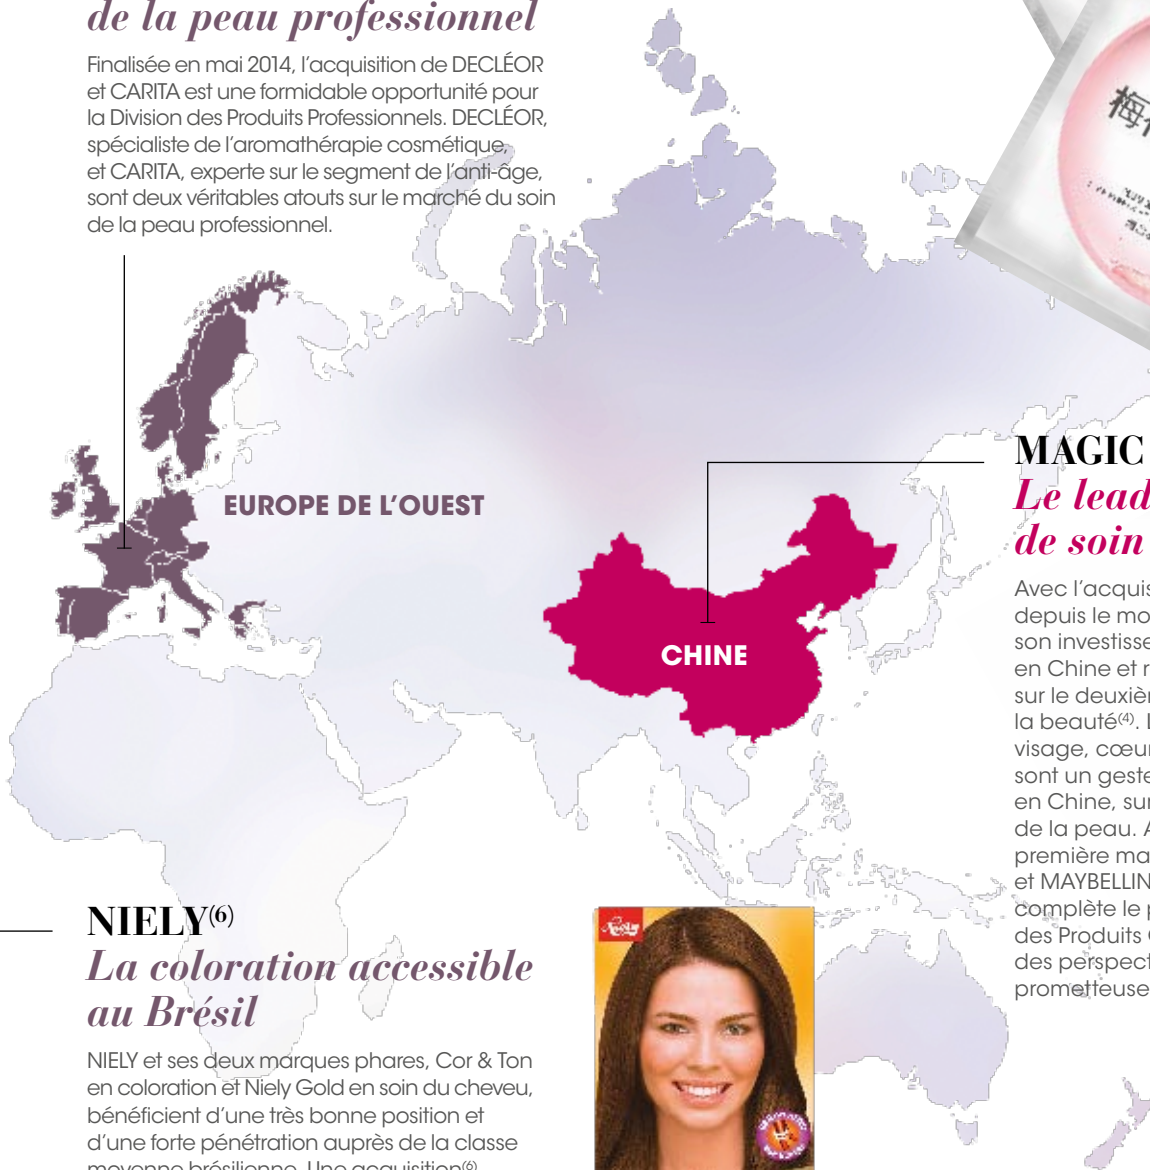 de la peau professionnel
Finalisée en mai 2014, l’acquisition de DECLÉOR
et CARITA est une formidable opportunité pour
la Division des Produits Professionnels. DECLÉOR,
spécialiste de l’aromathérapie cosmétique,
et CARITA, experte sur le segment de l’anti-âge,
sont deux véritables atouts sur le marché du soin
de la peau professionnel.
EUROPE DE L’OUEST
CHINE
MAGIC
Le lead
de soin
Avec l’acquis
depuis le mo
son investisse
en Chine et r
sur le deuxièr
la beauté⁽⁴⁾. L
visage, cœur
sont un geste
en Chine, sur
de la peau. A
première ma
et MAYBELLIN
complète le p
des Produits
des perspect
prometteuse
NIELY⁽⁶⁾
La coloration accessible
au Brésil
NIELY et ses deux marques phares, Cor & Ton
en coloration et Niely Gold en soin du cheveu,
bénéficient d’une très bonne position et
d’une forte pénétration auprès de la classe
moyenne brésilienne. Une acquisition⁽⁶⁾
Niely